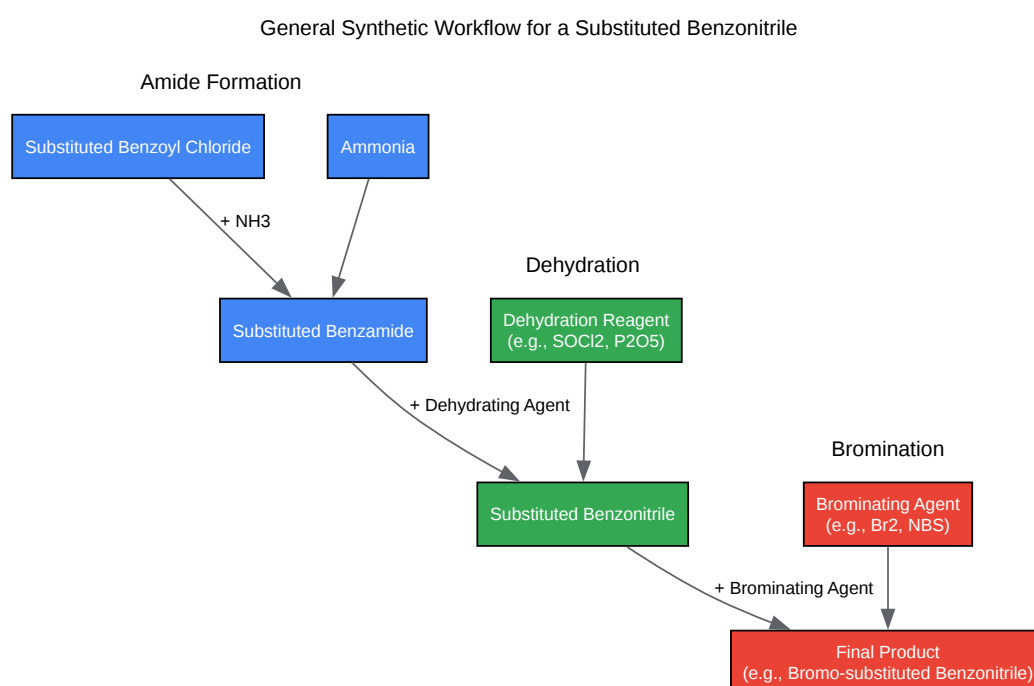 General Synthetic Workflow for a Substituted Benzonitrile
Amide Formation
Substituted Benzoyl Chloride
Ammonia
+ NH3
Dehydration
Substituted Benzamide
Dehydration Reagent
(e.g., SOCl2, P2O5)
+ Dehydrating Agent
Bromination
Substituted Benzonitrile
Brominating Agent
(e.g., Br2, NBS)
+ Brominating Agent
Final Product
(e.g., Bromo-substituted Benzonitrile)